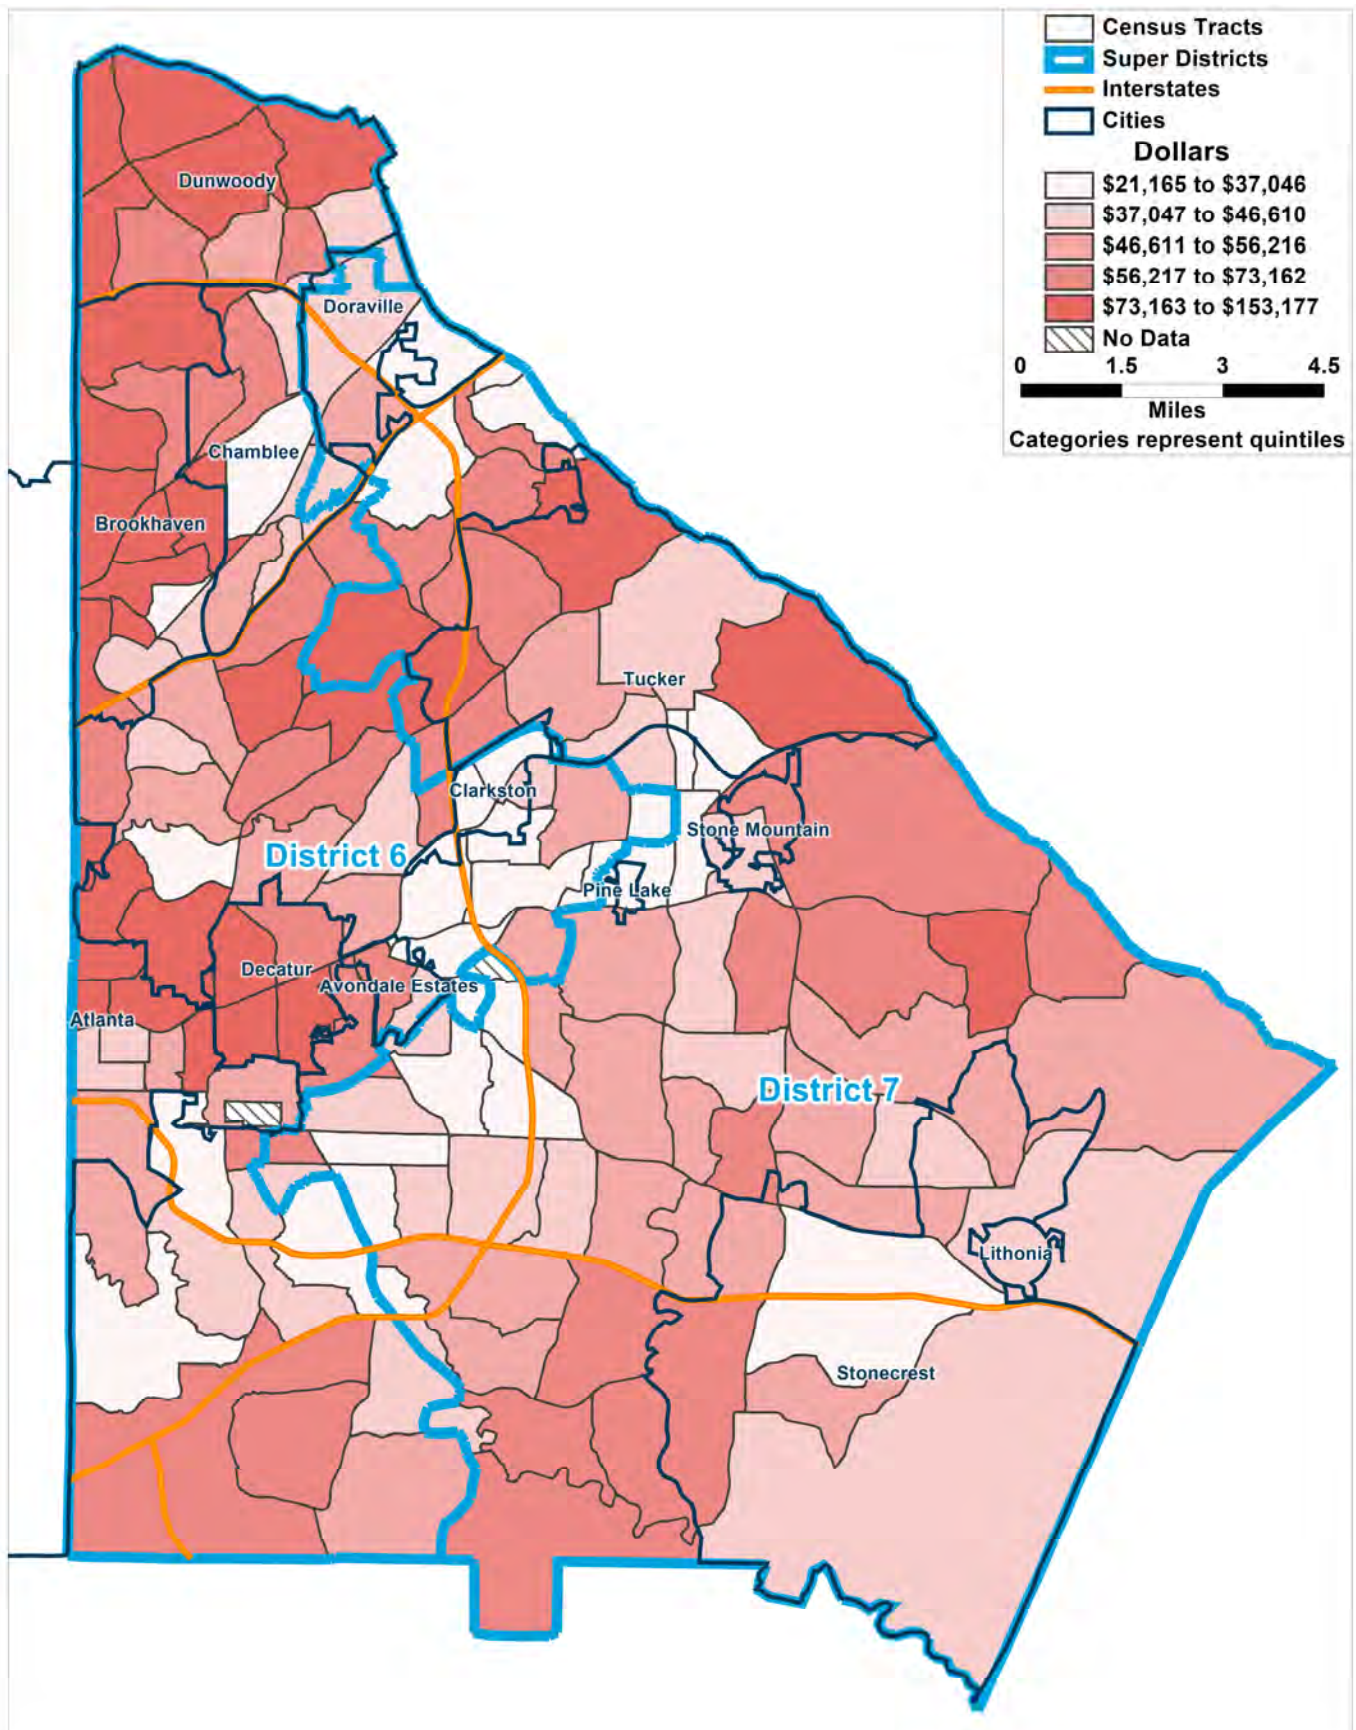 Census Tracts
Super Districts
Interstates
Cities
Dollars
$21,165 to $37,046
$37,047 to $46,610
$46,611 to $56,216
$56,217 to $73,162
$73,163 to $153,177
No Data
0 1.5 3 4.5
Miles
Categories represent quintiles
Dunwoody
Doraville
Chamblee
Brookhaven
Tucker
Clarkston
Stone Mountain
District 6
Pine Lake
Decatur
Avondale Estates
Atlanta
District 7
Lithonia
Stonecrest